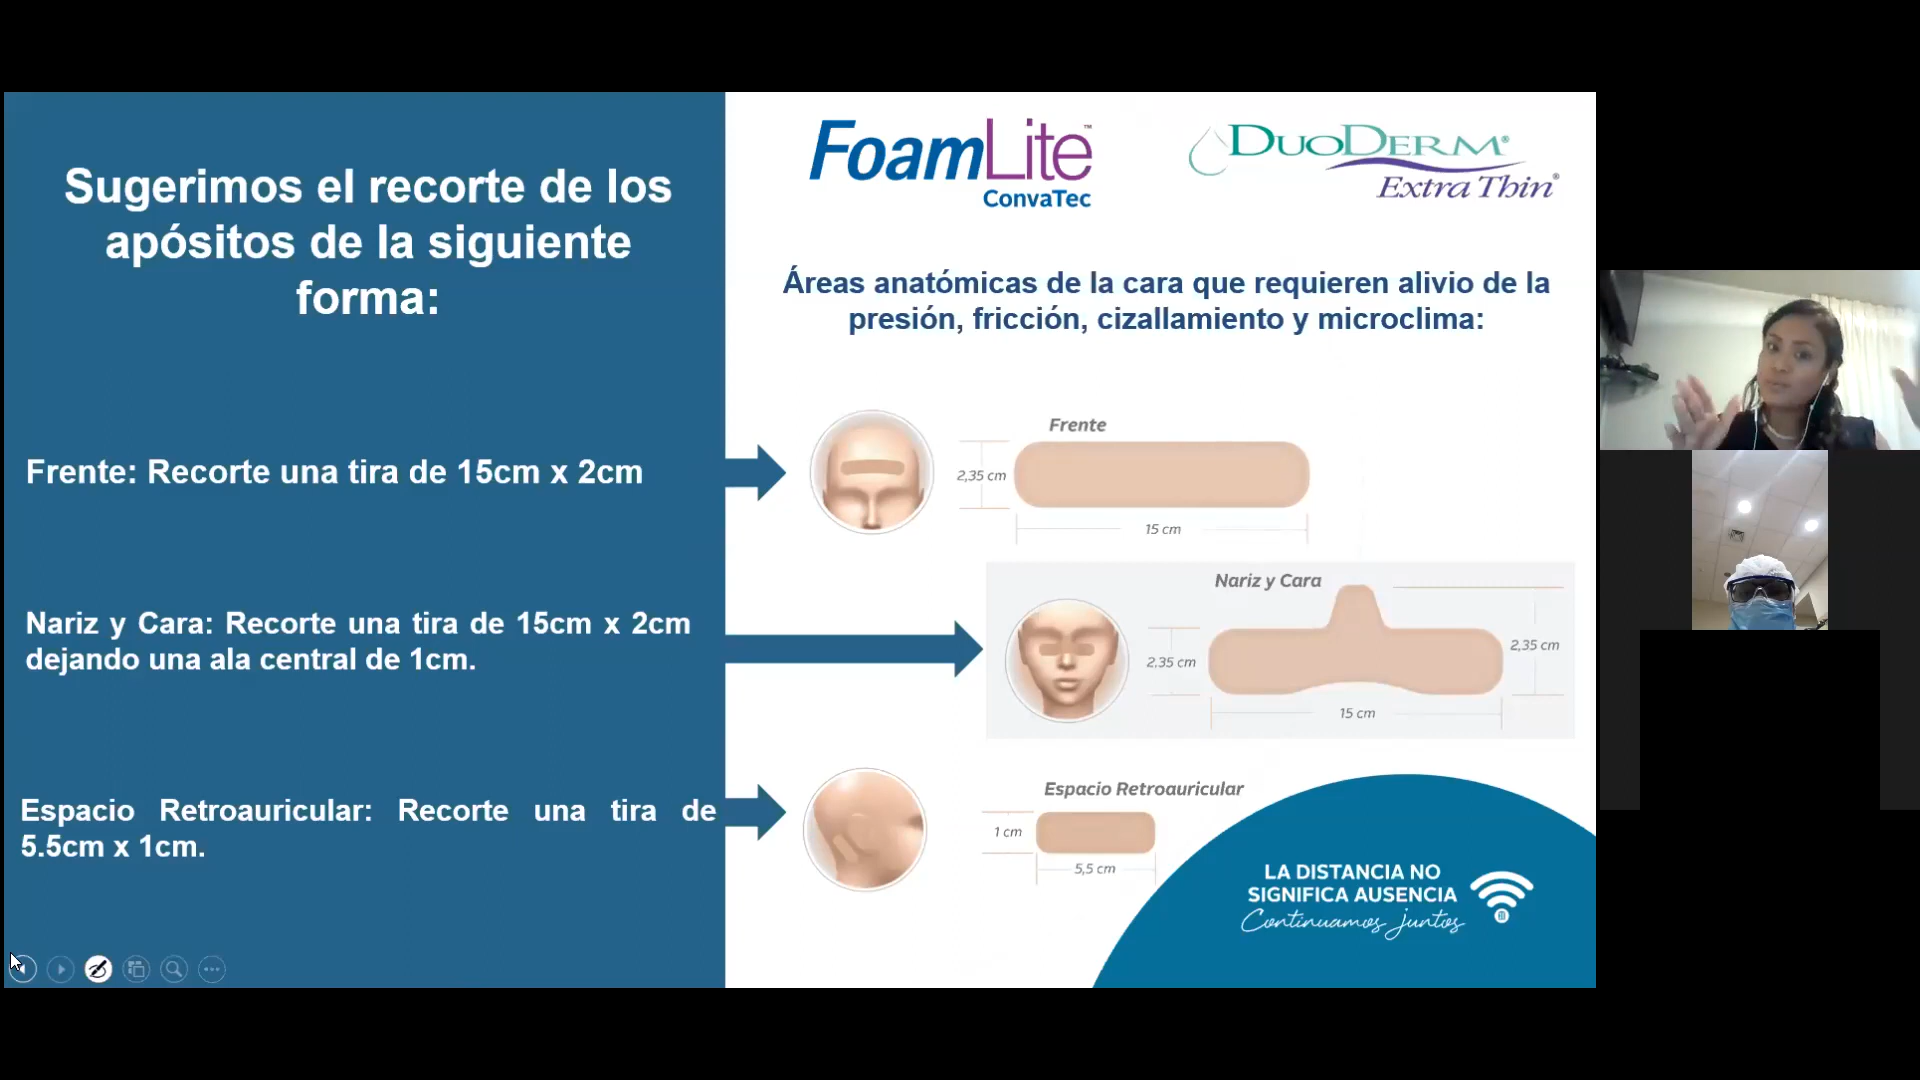 Sugerimos el recorte de los
apósitos de la siguiente
forma:
Frente: Recorte una tira de 15cm x 2cm
Nariz y Cara: Recorte una tira de 15cm x 2cm
dejando una ala central de 1cm.
Espacio Retroauricular: Recorte una tira de
5.5cm x 1cm.
FoamLite™
ConvaTec
DuoDERM®
Extra Thin®
Áreas anatómicas de la cara que requieren alivio de la
presión, fricción, cizallamiento y microclima:
Frente
2,35 cm
15 cm
Nariz y Cara
2,35 cm
2,35 cm
15 cm
Espacio Retroauricular
1 cm
5,5 cm
LA DISTANCIA NO
SIGNIFICA AUSENCIA
Continuamos juntos